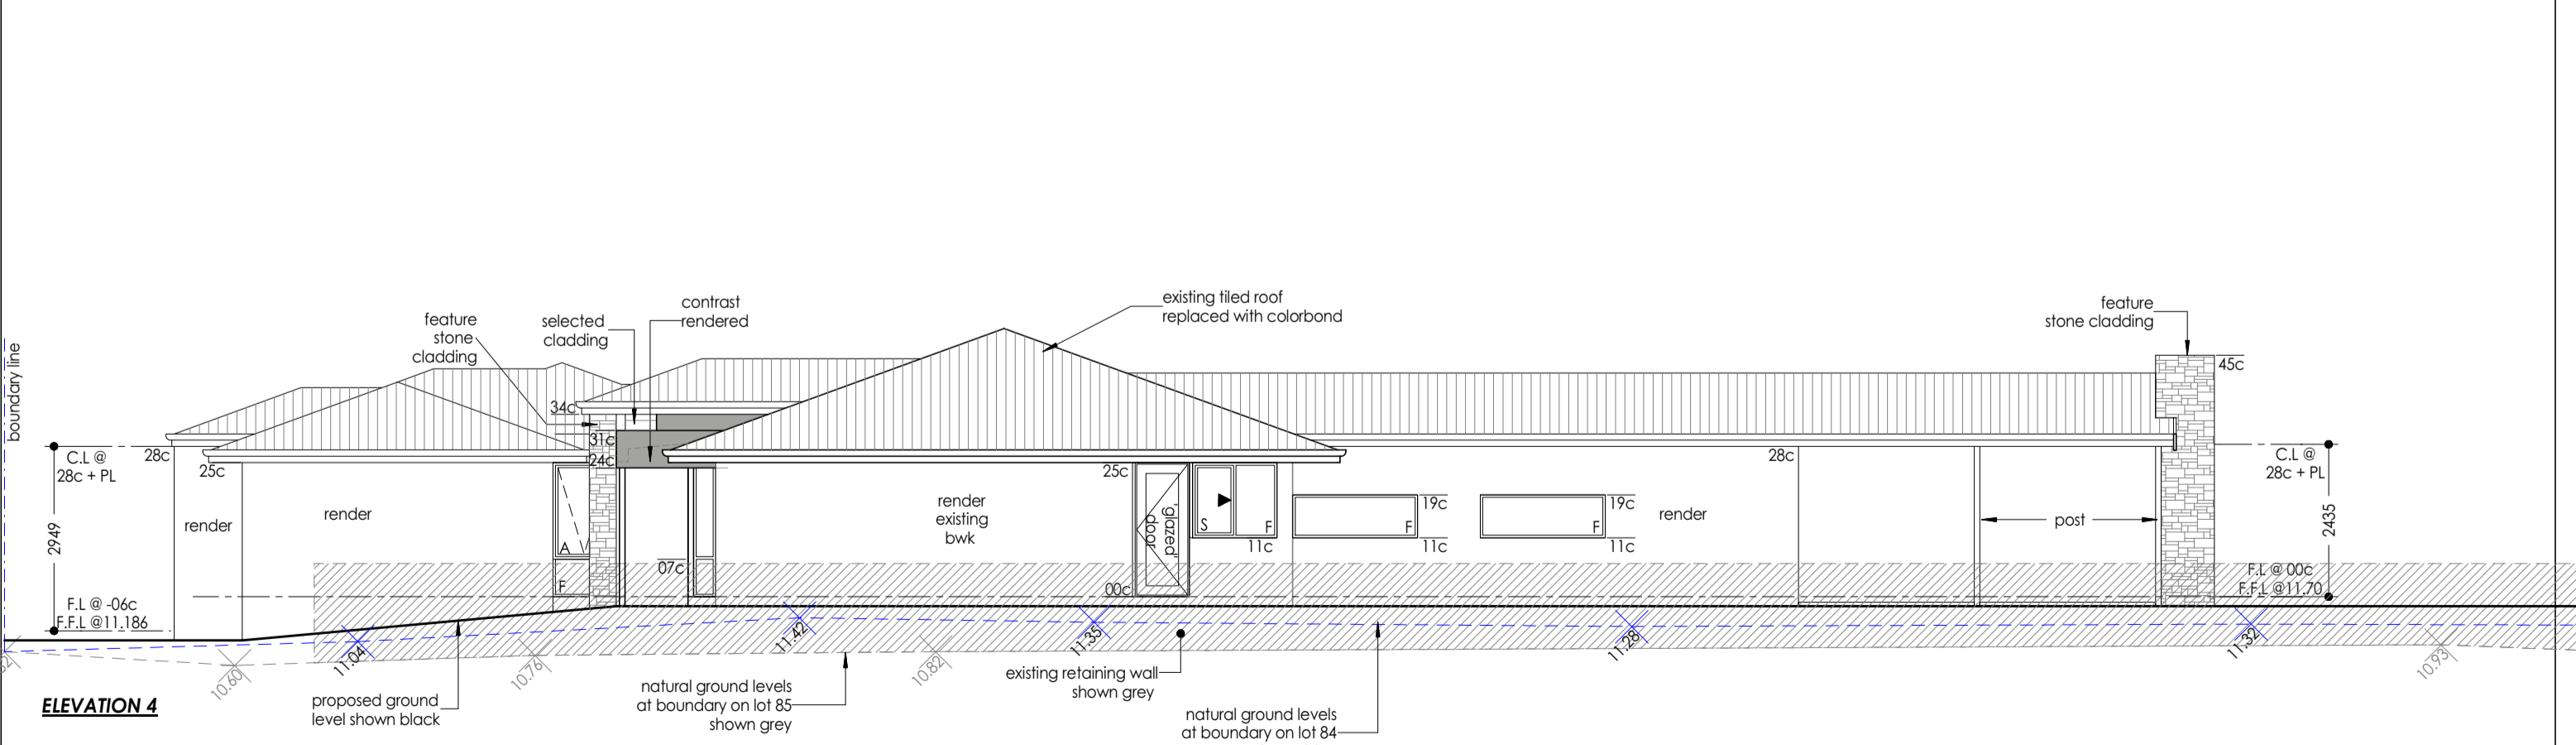 boundary line
C.L @
28c + PL
2949
F.L @ -06c
F.F.L @11.186
28c
25c
render
render
feature
stone
cladding
selected
cladding
contrast
rendered
34c
31c
24c
A
F
07c
existing tiled roof
replaced with colorbond
render
existing
bwk
25c
00c
'glazed'
door
S
F
11c
F
19c
11c
F
19c
11c
render
28c
post
feature
stone cladding
45c
C.L @
28c + PL
2435
F.L @ 00c
F.F.L @11.70
10.60
11.04
10.76
11.42
10.82
11.35
11.28
11.32
10.93
ELEVATION 4
proposed ground
level shown black
natural ground levels
at boundary on lot 85
shown grey
existing retaining wall
shown grey
natural ground levels
at boundary on lot 84